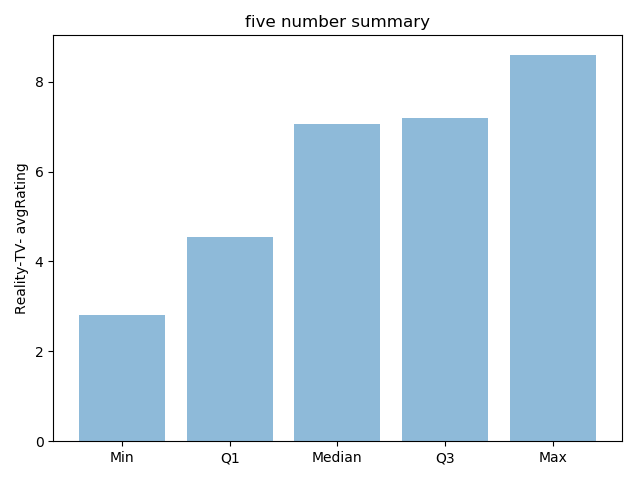 five number summary
Reality-TV- avgRating
8
6
4
2
0
Min Q1 Median Q3 Max